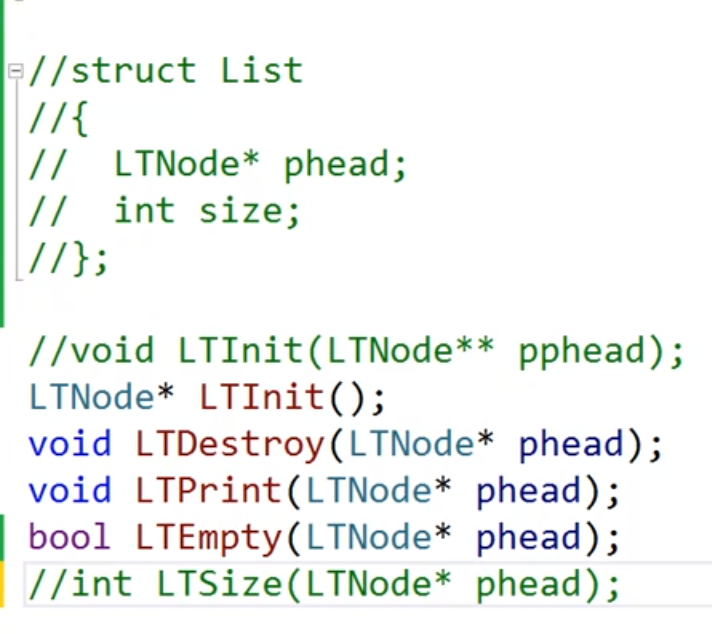 //struct List
//{
//  LTNode* phead;
//  int size;
//};
//void LTInit(LTNode** pphead);
LTNode* LTInit();
void LTDestroy(LTNode* phead);
void LTPrint(LTNode* phead);
bool LTEmpty(LTNode* phead);
//int LTSize(LTNode* phead);